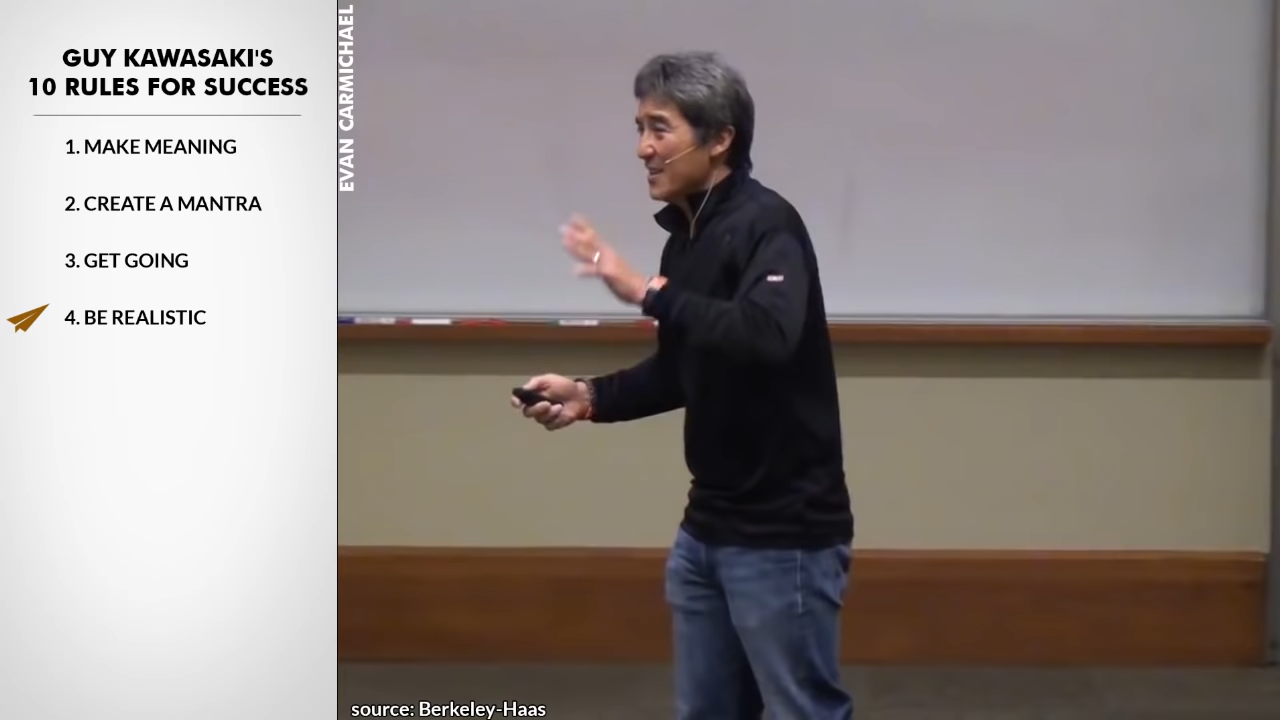 GUY KAWASAKI'S
10 RULES FOR SUCCESS
1. MAKE MEANING
2. CREATE A MANTRA
3. GET GOING
4. BE REALISTIC
EVAN CARMICHAEL
source: Berkeley-Haas